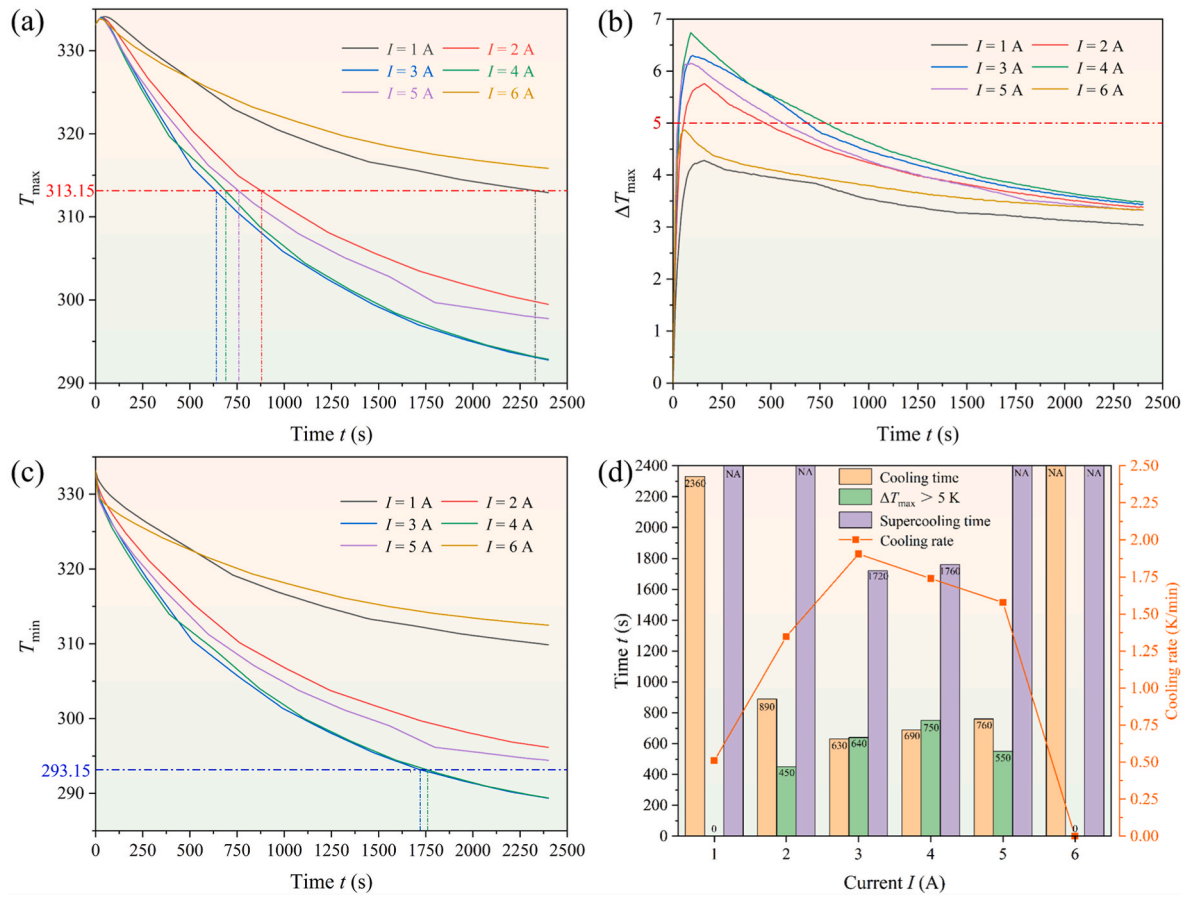 (a)
I = 1 A I = 2 A
I = 3 A I = 4 A
I = 5 A I = 6 A
330
320
313.15
310
300
290
T_max
0 250 500 750 1000 1250 1500 1750 2000 2250 2500
Time t (s)
(b)
I = 1 A I = 2 A
I = 3 A I = 4 A
I = 5 A I = 6 A
7
6
5
4
3
2
1
0
ΔT_max
0 250 500 750 1000 1250 1500 1750 2000 2250 2500
Time t (s)
(c)
I = 1 A I = 2 A
I = 3 A I = 4 A
I = 5 A I = 6 A
330
320
310
300
293.15
290
T_min
0 250 500 750 1000 1250 1500 1750 2000 2250 2500
Time t (s)
(d)
Cooling time
ΔT_max > 5 K
Supercooling time
Cooling rate
2400
2200
2000
1800
1600
1400
1200
1000
800
600
400
200
0
Time t (s)
2360 0 NA
890 450 NA
630 640 1720
690 750 1760
760 550 NA
NA 0 NA
2.50
2.25
2.00
1.75
1.50
1.25
1.00
0.75
0.50
0.25
0.00
Cooling rate (K/min)
1 2 3 4 5 6
Current I (A)